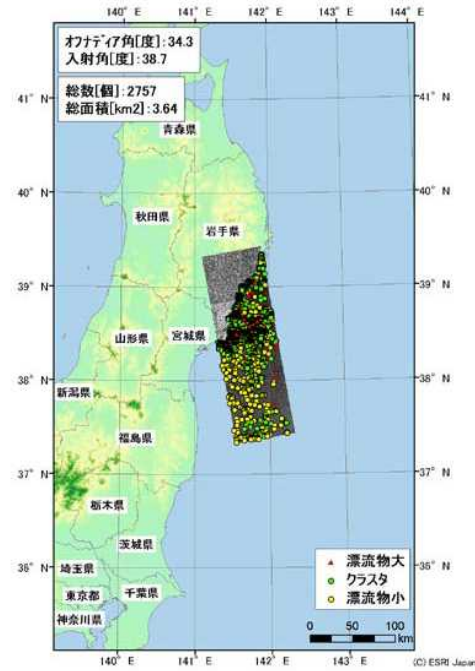 140° E 141° E 142° E 143° E
オフナディア角[度]:34.3
入射角[度]:38.7
総数[個]:2757
総面積[km2]:3.64
41° N 41° N
青森県
40° N 40° N
秋田県
岩手県
39° N 39° N
宮城県
山形県
38° N 38° N
新潟県
福島県
37° N 37° N
栃木県
茨城県
36° N 36° N
埼玉県
東京都
千葉県
神奈川県
漂流物大
クラスタ
漂流物小
0 50 100
km
140° E 141° E 142° E 143° E
(C) ESRI Japan